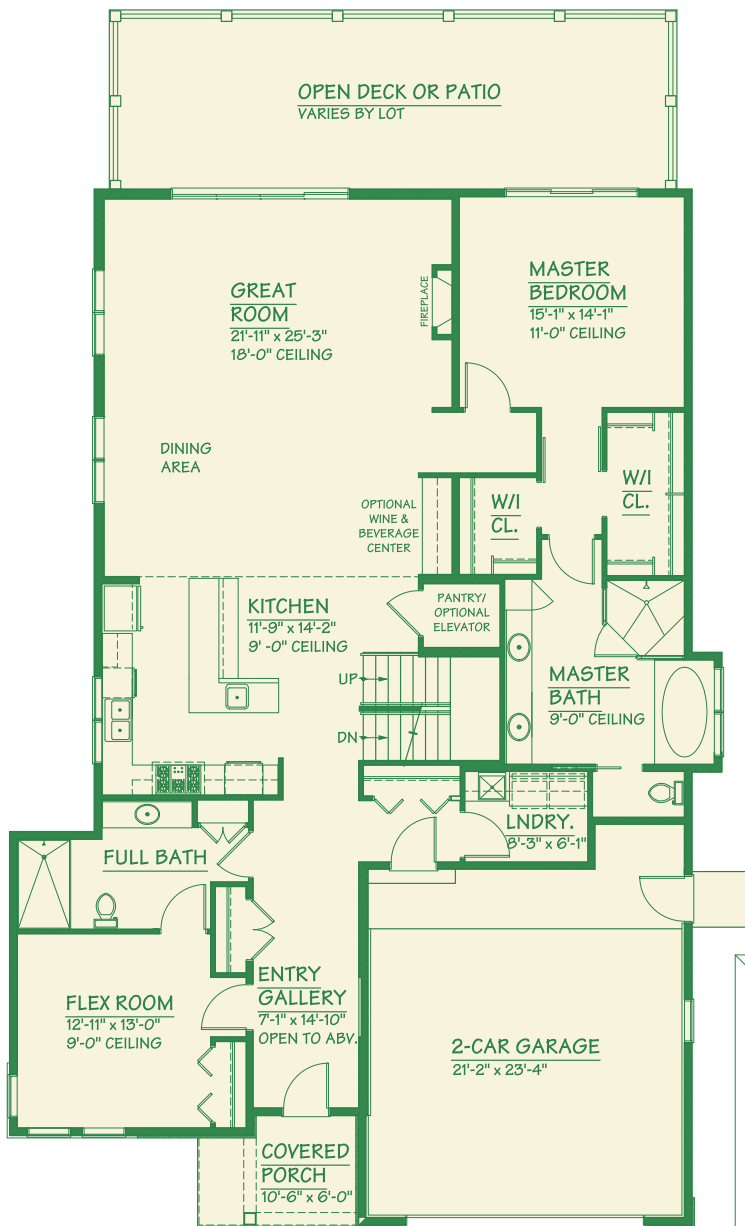 OPEN DECK OR PATIO
VARIES BY LOT
GREAT
ROOM
21'-11" x 25'-3"
18'-0" CEILING
FIREPLACE
MASTER
BEDROOM
15'-1" x 14'-1"
11'-0" CEILING
DINING
AREA
OPTIONAL
WINE &
BEVERAGE
CENTER
W/I
CL.
W/I
CL.
KITCHEN
11'-9" x 14'-2"
9' -0" CEILING
PANTRY/
OPTIONAL
ELEVATOR
UP
DN
MASTER
BATH
9'-0" CEILING
LNDRY.
8'-3" x 6'-1"
FULL BATH
FLEX ROOM
12'-11" x 13'-0"
9'-0" CEILING
ENTRY
GALLERY
7'-1" x 14'-10"
OPEN TO ABV.
2-CAR GARAGE
21'-2" x 23'-4"
COVERED
PORCH
10'-6" x 6'-0"